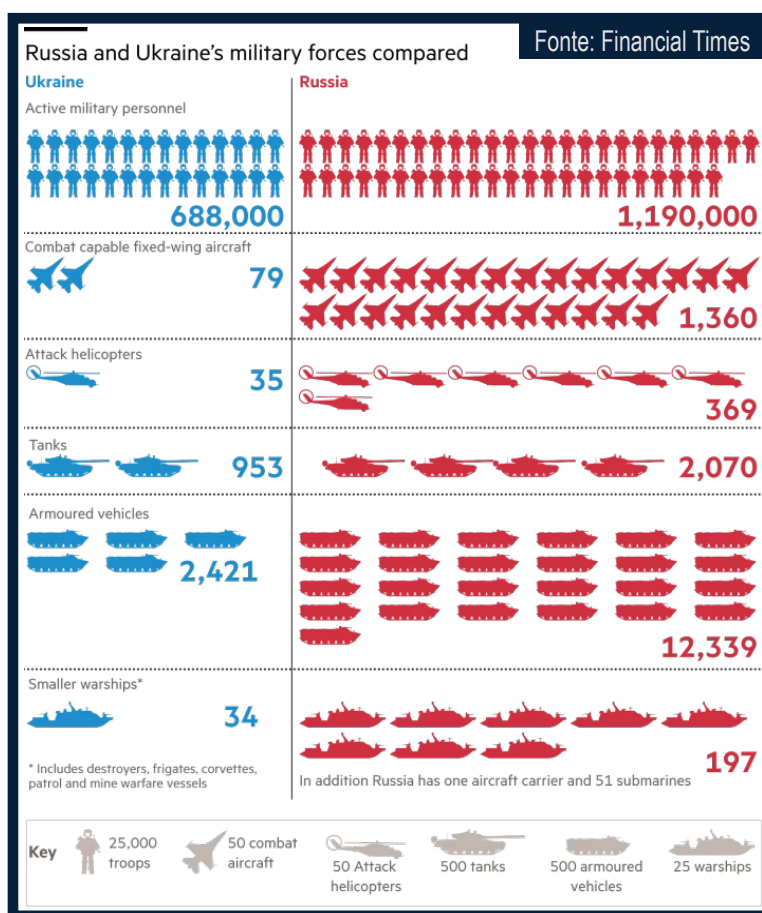 Russia and Ukraine's military forces compared
Fonte: Financial Times
Ukraine
Russia
Active military personnel
688,000
1,190,000
Combat capable fixed-wing aircraft
79
1,360
Attack helicopters
35
369
Tanks
953
2,070
Armoured vehicles
2,421
12,339
Smaller warships*
34
197
* Includes destroyers, frigates, corvettes,
patrol and mine warfare vessels
In addition Russia has one aircraft carrier and 51 submarines
Key
25,000
troops
50 combat
aircraft
50 Attack
helicopters
500 tanks
500 armoured
vehicles
25 warships